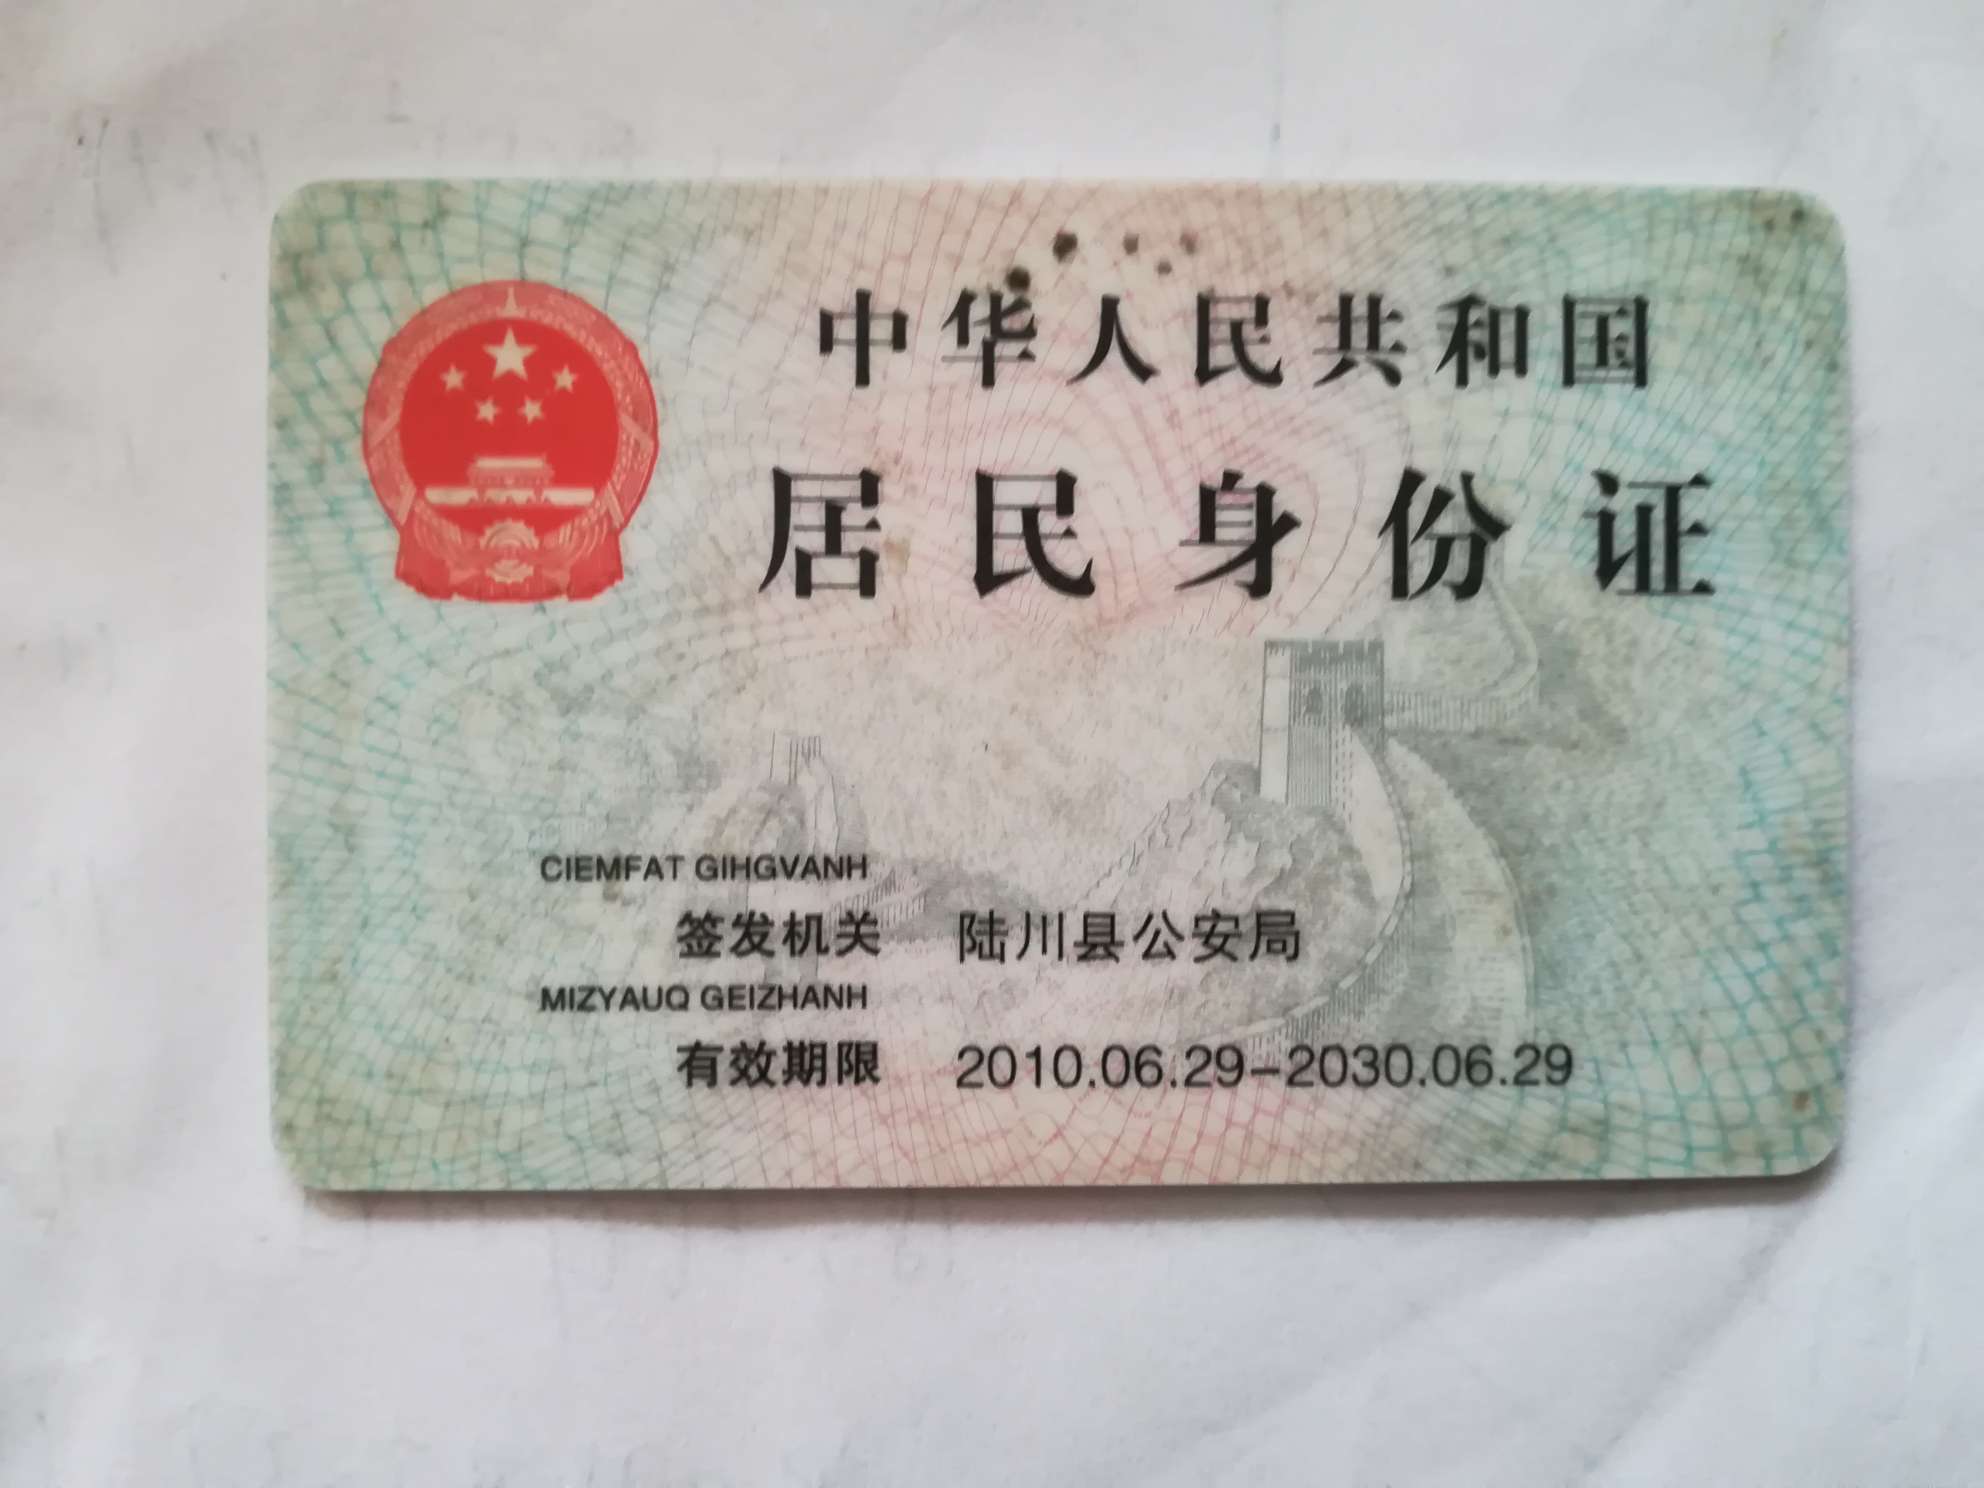 中华人民共和国
居民身份证
CIEMFAT GIHGVANH
签发机关 陆川县公安局
MIZYAUQ GEIZHANH
有效期限 2010.06.29-2030.06.29